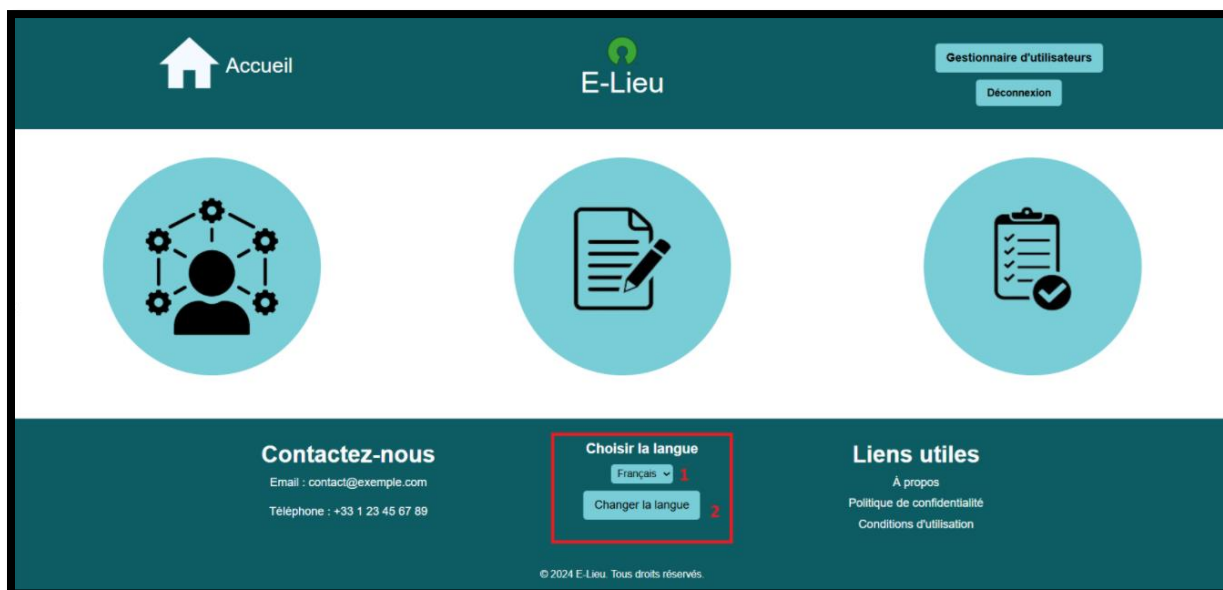 Accueil
E-Lieu
Gestionnaire d'utilisateurs
Déconnexion
Contactez-nous
Email : contact@exemple.com
Téléphone : +33 1 23 45 67 89
Choisir la langue
Français 1
Changer la langue 2
Liens utiles
À propos
Politique de confidentialité
Conditions d'utilisation
© 2024 E-Lieu. Tous droits réservés.